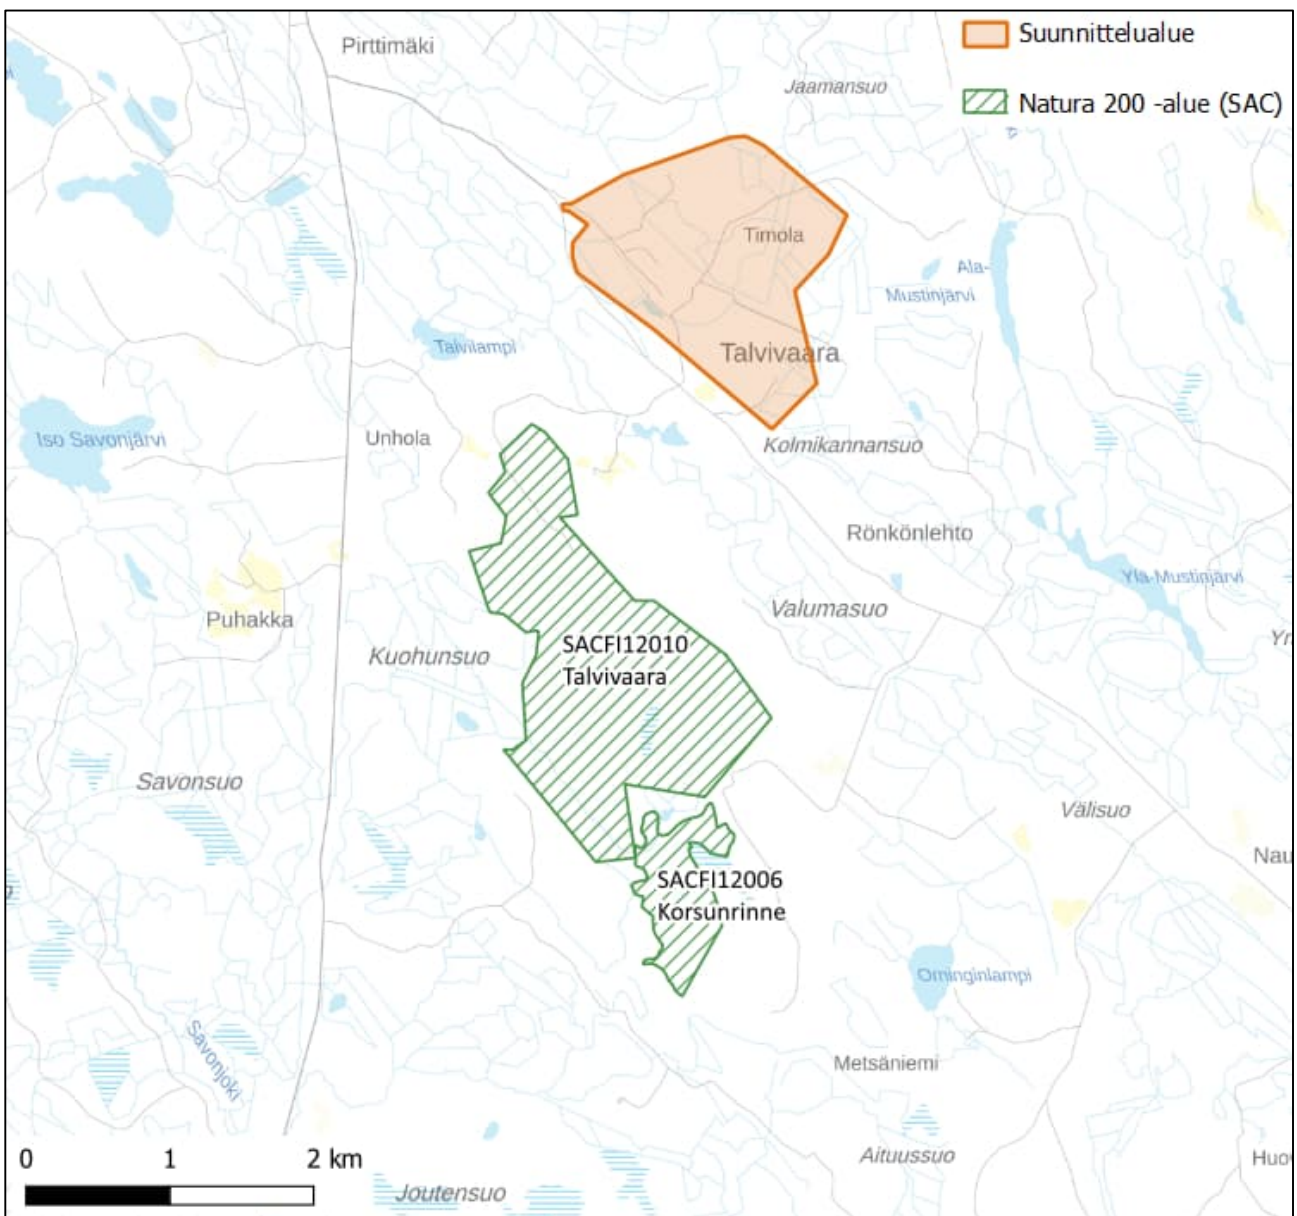 Suunnittelualue
Natura 200 -alue (SAC)
Pirttimäki
Jaamansuo
Timola
Ala-
Mustinjärvi
Talvilampi
Talvivaara
Iso Savonjärvi
Unhola
Kolmikannansuo
Rönkönlehto
Ylä-Mustinjärvi
Puhakka
Valumasuo
Kuohunsuo
SACFI12010
Talvivaara
Savonsuo
Välisuo
Nau
SACFI12006
Korsunrinne
Ominginlampi
Savonjoki
Metsäniemi
Aituussuo
Huo
Joutensuo
0 1 2 km